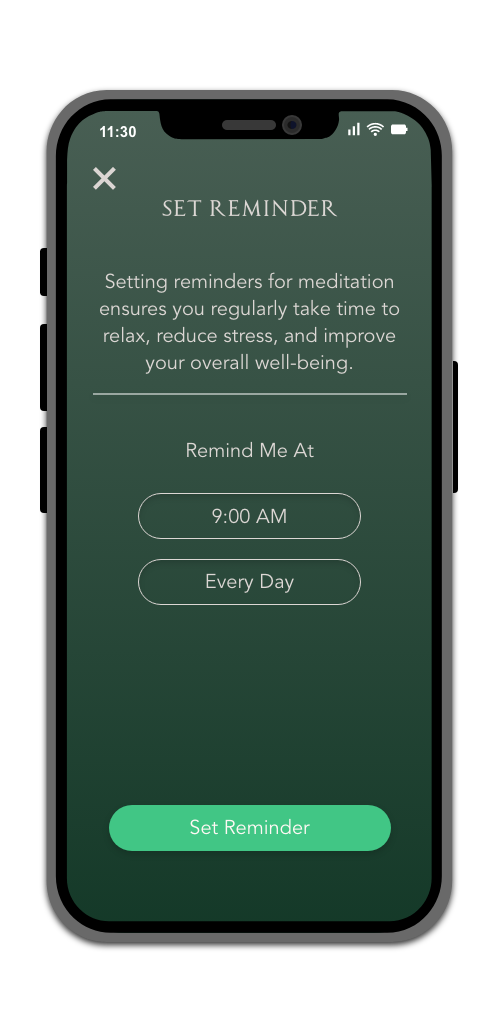 11:30
SET REMINDER
Setting reminders for meditation
ensures you regularly take time to
relax, reduce stress, and improve
your overall well-being.
Remind Me At
9:00 AM
Every Day
Set Reminder